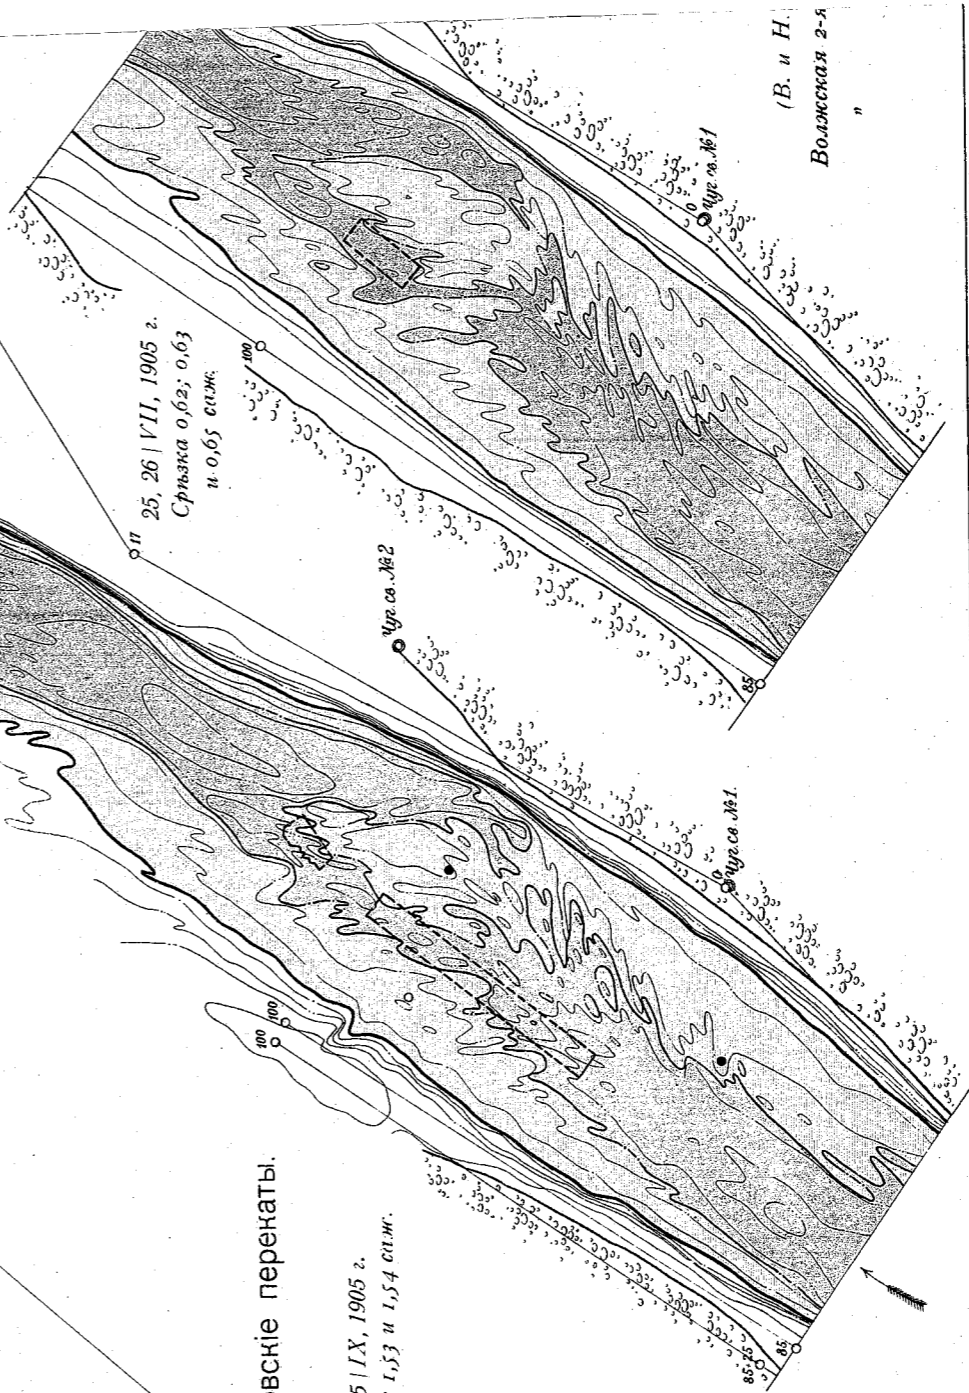 (В. и Н.
Волжская 2-я
"
Чуг. св. №1
0
25, 26 | VII, 1905 г.
Срѣзка 0,62; 0,63
и 0,65 саж.
100
85
17
Чуг. св. №2
Чуг. св. №1.
0
100
100
85
85+25
овскіе перекаты.
5 | IX, 1905 г.
1,53 и 1,54 саж.